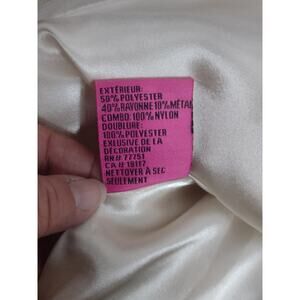 EXTÉRIEUR:
50% POLYESTER
40% RAYONNE 10% MÉTAL
COMBO: 100% NYLON
DOUBLURE:
100% POLYESTER
EXCLUSIVE DE LA
DÉCORATION
RN# 77751
CA # 18117
NETTOYER À SEC
SEULEMENT